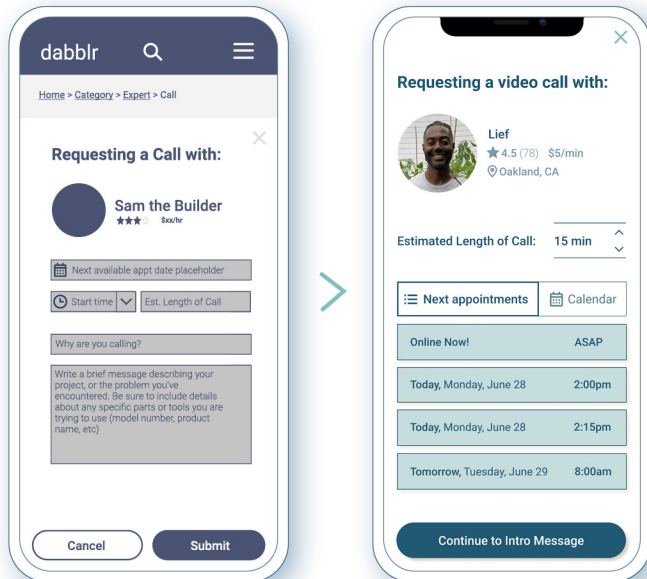 dabblr
Home > Category > Expert > Call
Requesting a Call with:
Sam the Builder
$xx/hr
Next available appt date placeholder
Start time
Est. Length of Call
Why are you calling?
Write a brief message describing your
project, or the problem you've
encountered. Be sure to include details
about any specific parts or tools you are
trying to use (model number, product
name, etc)
Cancel
Submit
Requesting a video call with:
Lief
4.5 (78) $5/min
Oakland, CA
Estimated Length of Call: 15 min
Next appointments
Calendar
Online Now! ASAP
Today, Monday, June 28 2:00pm
Today, Monday, June 28 2:15pm
Tomorrow, Tuesday, June 29 8:00am
Continue to Intro Message